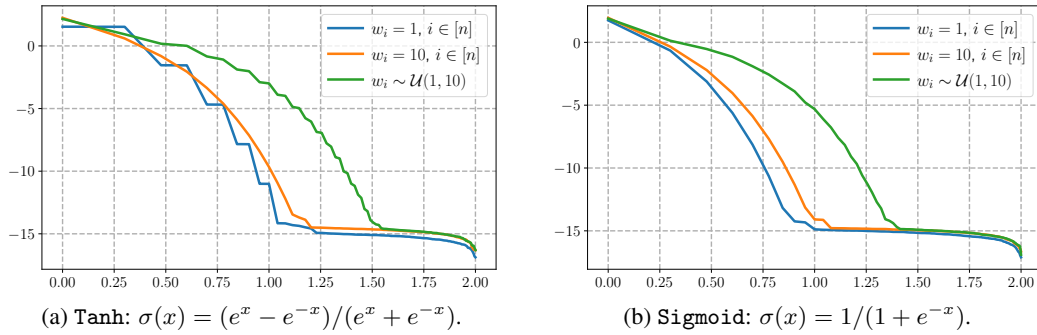 0
−5
−10
−15
0.00 0.25 0.50 0.75 1.00 1.25 1.50 1.75 2.00
w_i = 1, i ∈ [n]
w_i = 10, i ∈ [n]
w_i ∼ U(1, 10)
(a) Tanh: σ(x) = (e^x − e^{−x})/(e^x + e^{−x}).
0
−5
−10
−15
0.00 0.25 0.50 0.75 1.00 1.25 1.50 1.75 2.00
w_i = 1, i ∈ [n]
w_i = 10, i ∈ [n]
w_i ∼ U(1, 10)
(b) Sigmoid: σ(x) = 1/(1 + e^{−x}).